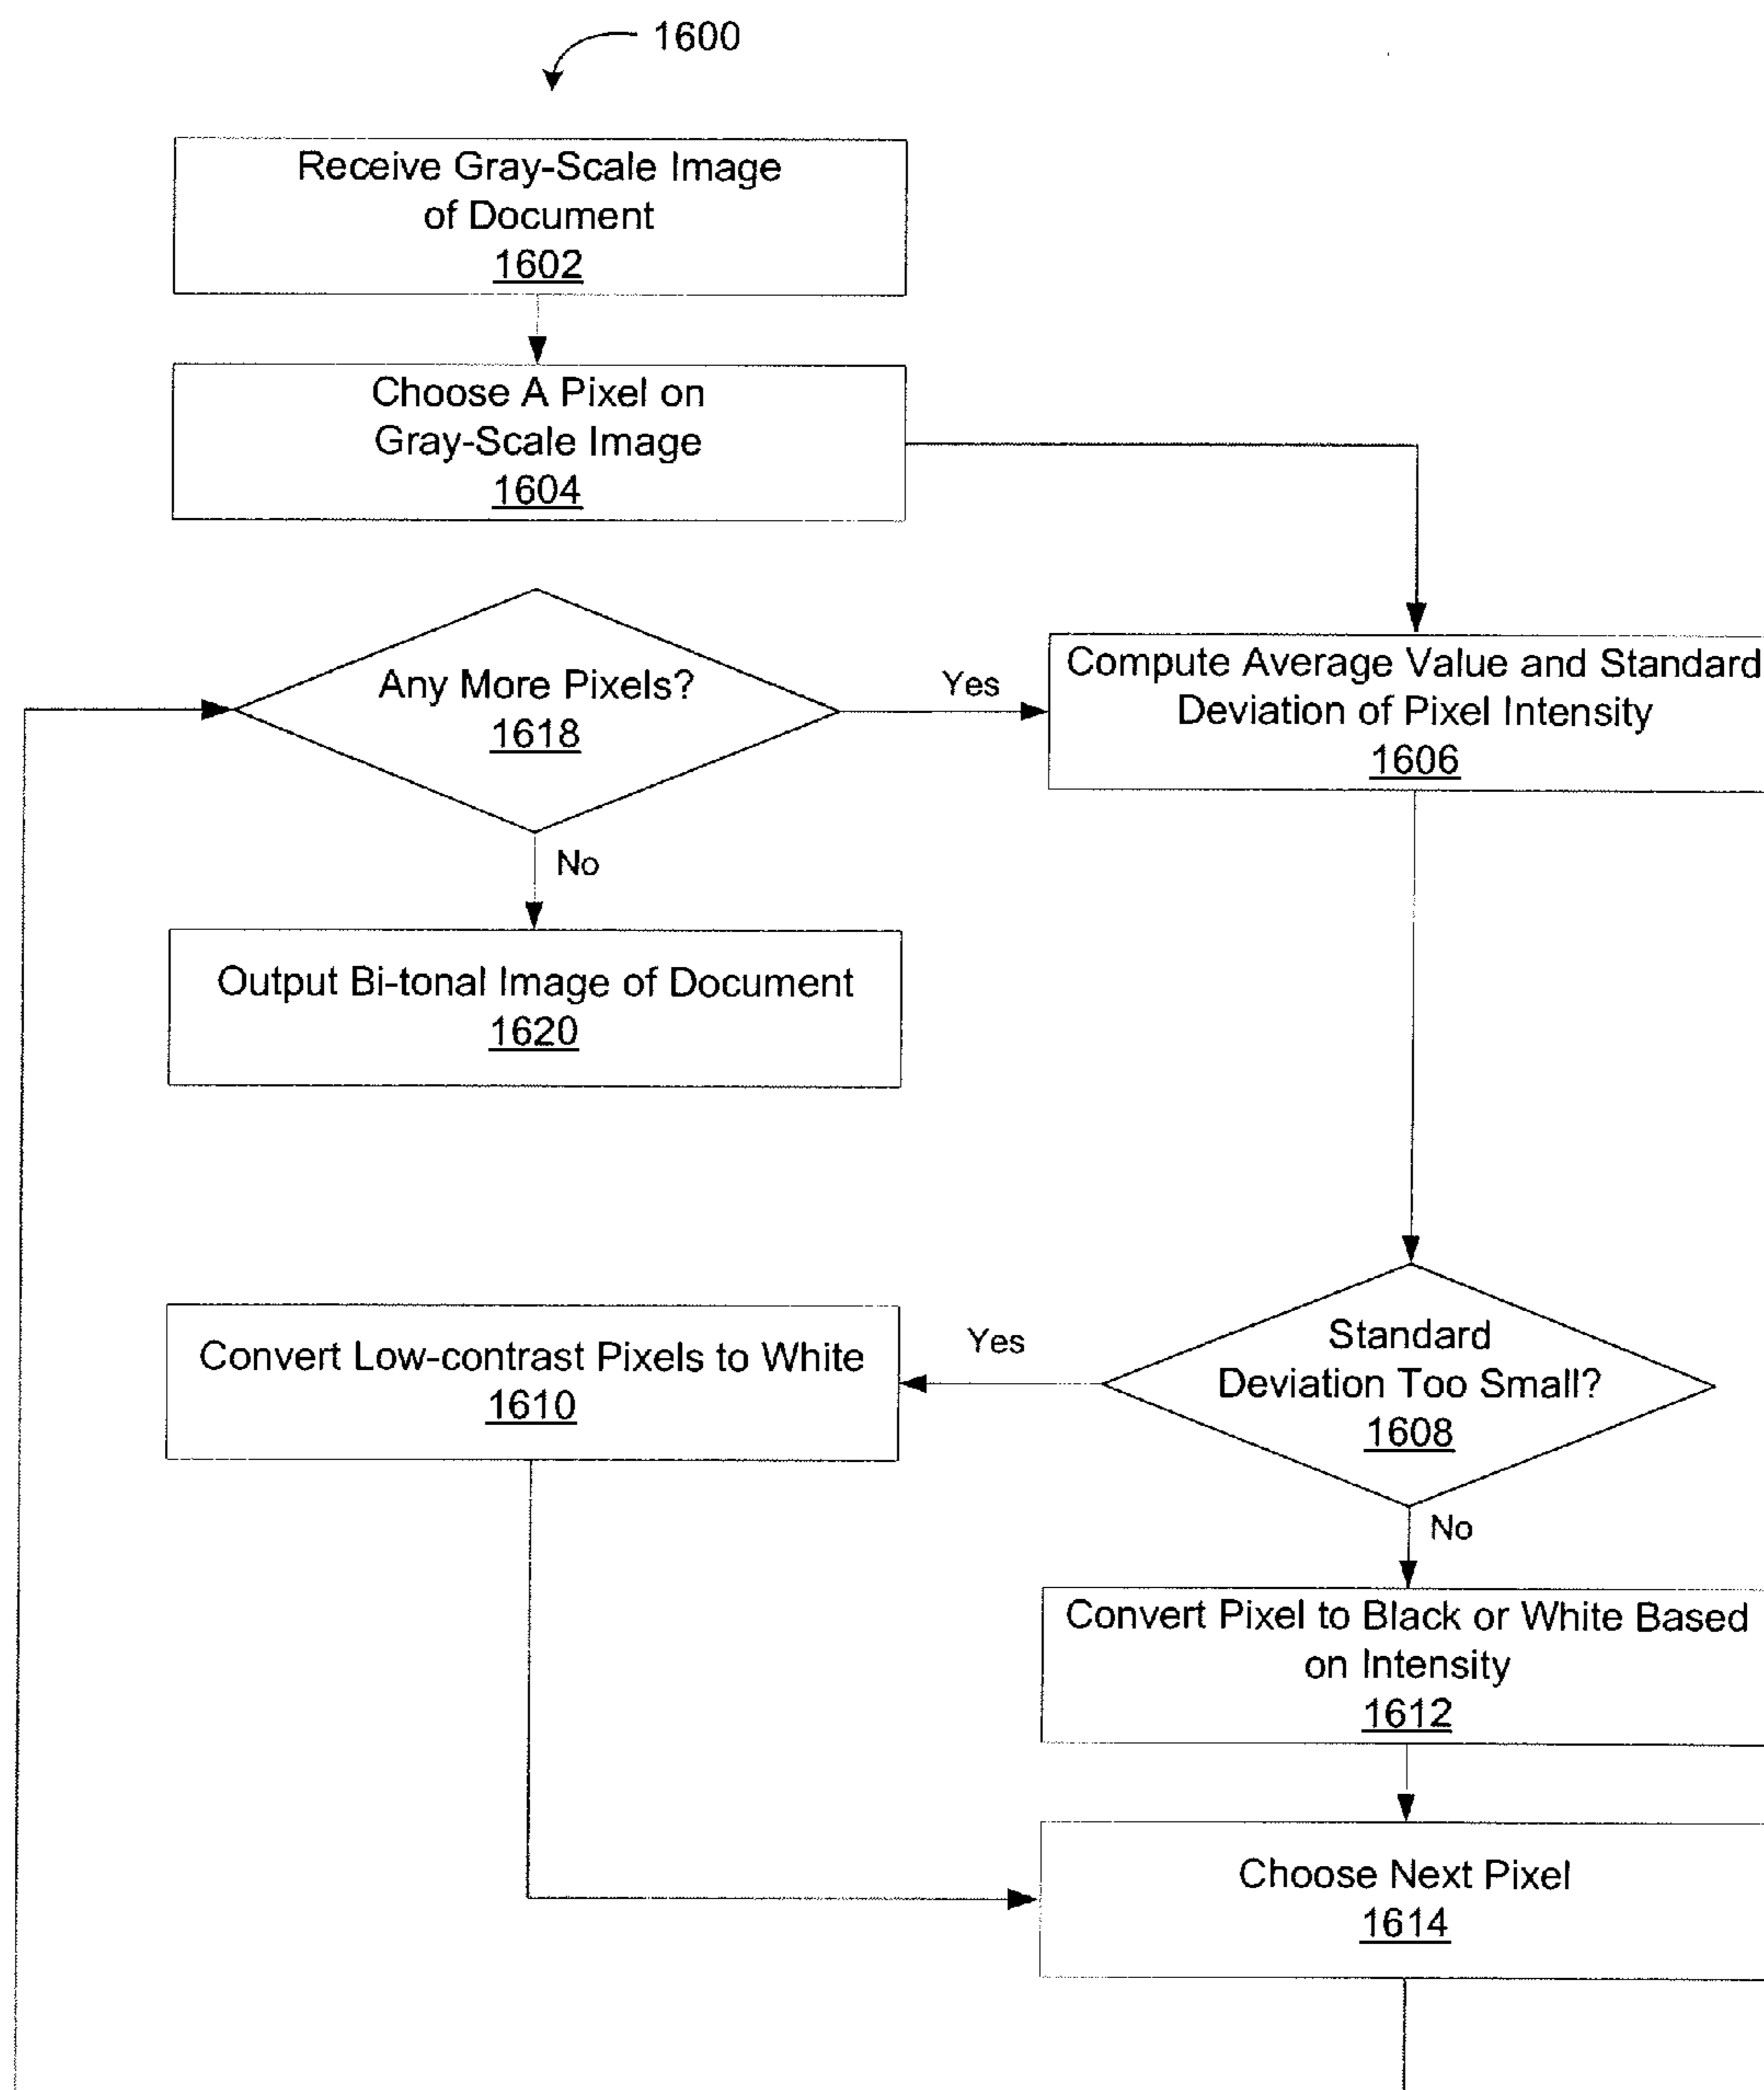 1600
Receive Gray-Scale Image
of Document
1602
Choose A Pixel on
Gray-Scale Image
1604
Any More Pixels?
1618
Yes
Compute Average Value and Standard
Deviation of Pixel Intensity
1606
No
Output Bi-tonal Image of Document
1620
Convert Low-contrast Pixels to White
1610
Yes
Standard
Deviation Too Small?
1608
No
Convert Pixel to Black or White Based
on Intensity
1612
Choose Next Pixel
1614